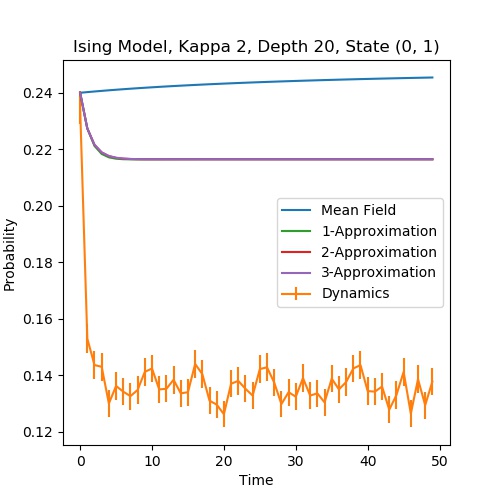 Ising Model, Kappa 2, Depth 20, State (0, 1)
Probability
0.24
0.22
0.20
0.18
0.16
0.14
0.12
Mean Field
1-Approximation
2-Approximation
3-Approximation
Dynamics
0 10 20 30 40 50
Time